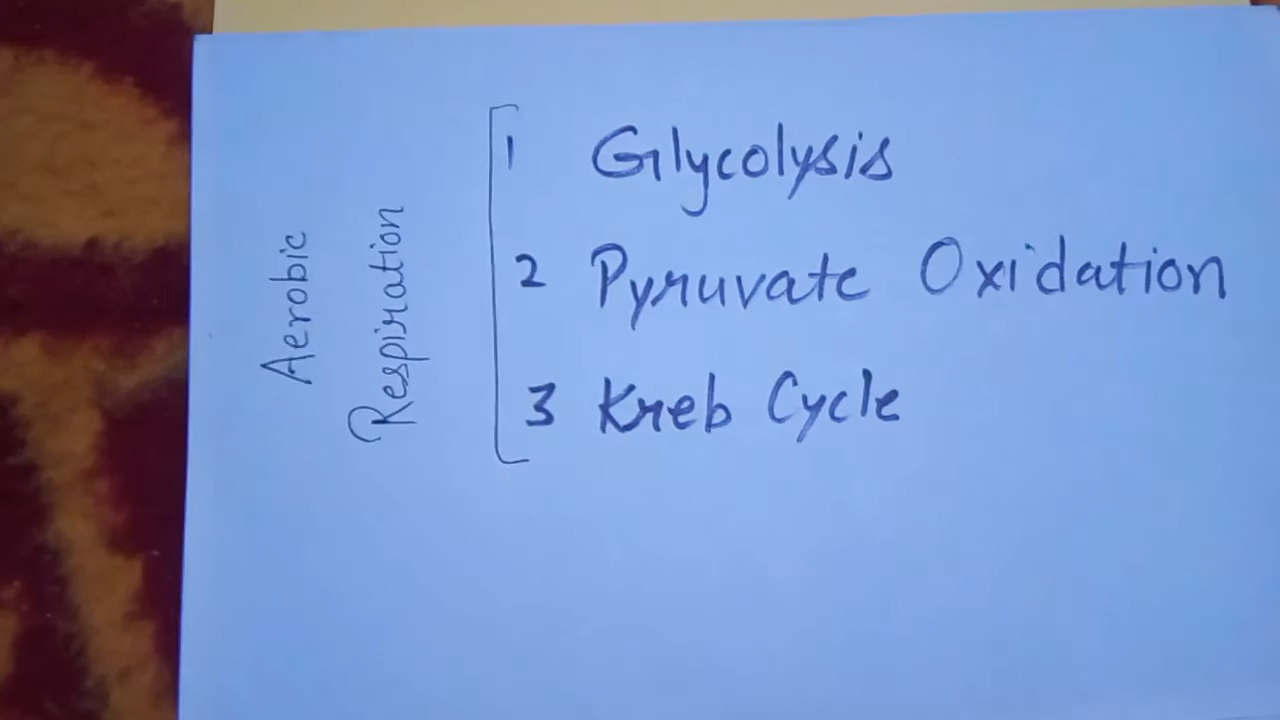 Aerobic
Respiration
1 Glycolysis
2 Pyruvate Oxidation
3 Kreb Cycle